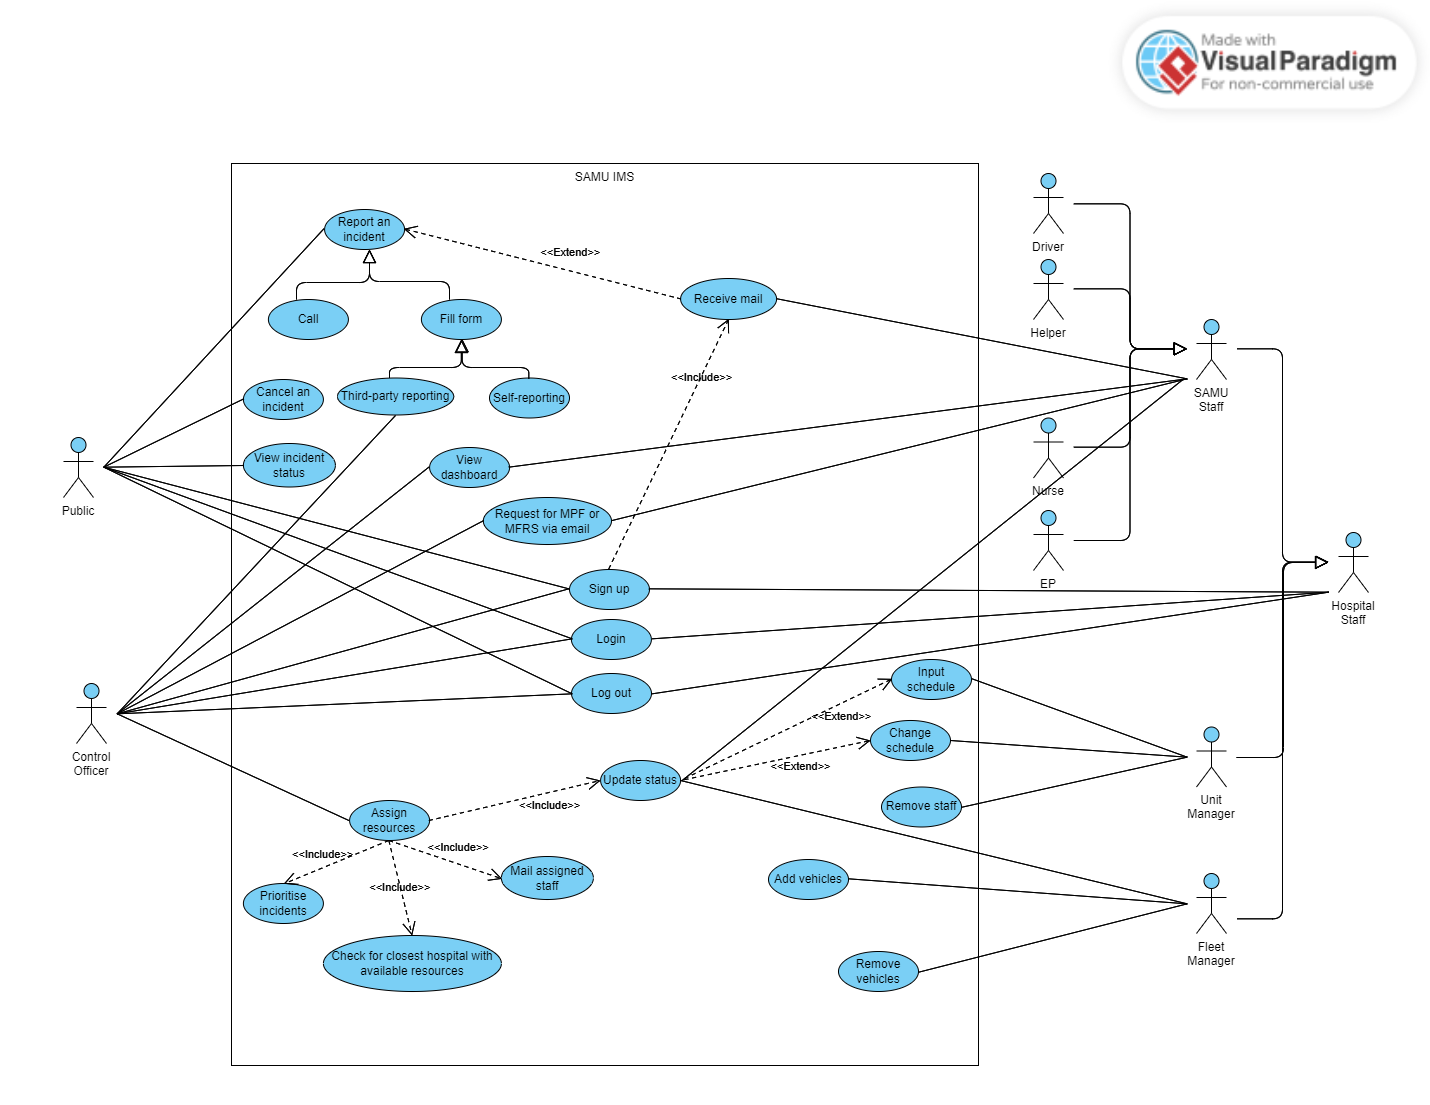 Made with
Visual Paradigm
For non-commercial use
SAMU IMS
Report an
incident
<<Extend>>
Receive mail
Call
Fill form
<<Include>>
Cancel an
incident
Third-party reporting
Self-reporting
View incident
status
View
dashboard
Request for MPF or
MFRS via email
Sign up
Login
Log out
Input
schedule
<<Extend>>
Change
schedule
<<Extend>>
Update status
<<Include>>
Remove staff
Assign
resources
<<Include>>
<<Include>>
<<Include>>
Mail assigned
staff
Prioritise
incidents
Check for closest hospital with
available resources
Add vehicles
Remove
vehicles
Public
Control
Officer
Driver
Helper
SAMU
Staff
Nurse
EP
Hospital
Staff
Unit
Manager
Fleet
Manager